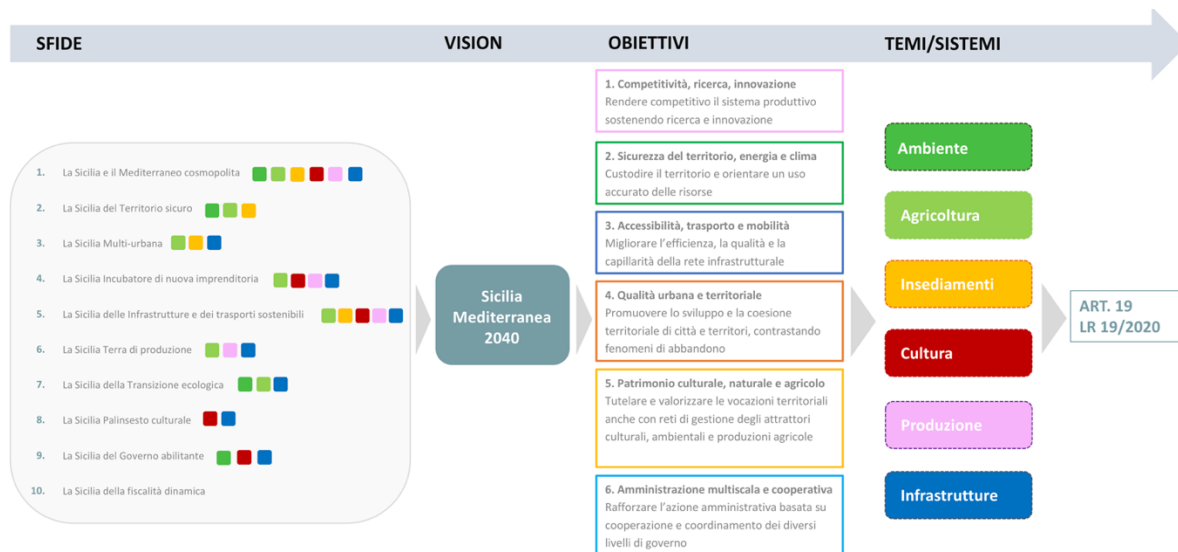 SFIDE
VISION
OBIETTIVI
TEMI/SISTEMI
1. La Sicilia e il Mediterraneo cosmopolita
2. La Sicilia del Territorio sicuro
3. La Sicilia Multi-urbana
4. La Sicilia Incubatore di nuova imprenditoria
5. La Sicilia delle Infrastrutture e dei trasporti sostenibili
6. La Sicilia Terra di produzione
7. La Sicilia della Transizione ecologica
8. La Sicilia Palinsesto culturale
9. La Sicilia del Governo abilitante
10. La Sicilia della fiscalità dinamica
Sicilia
Mediterranea
2040
1. Competitività, ricerca, innovazione
Rendere competitivo il sistema produttivo
sostenendo ricerca e innovazione
2. Sicurezza del territorio, energia e clima
Custodire il territorio e orientare un uso
accurato delle risorse
3. Accessibilità, trasporto e mobilità
Migliorare l'efficienza, la qualità e la
capillarità della rete infrastrutturale
4. Qualità urbana e territoriale
Promuovere lo sviluppo e la coesione
territoriale di città e territori, contrastando
fenomeni di abbandono
5. Patrimonio culturale, naturale e agricolo
Tutelare e valorizzare le vocazioni territoriali
anche con reti di gestione degli attrattori
culturali, ambientali e produzioni agricole
6. Amministrazione multiscala e cooperativa
Rafforzare l'azione amministrativa basata su
cooperazione e coordinamento dei diversi
livelli di governo
Ambiente
Agricoltura
Insediamenti
Cultura
Produzione
Infrastrutture
ART. 19
LR 19/2020